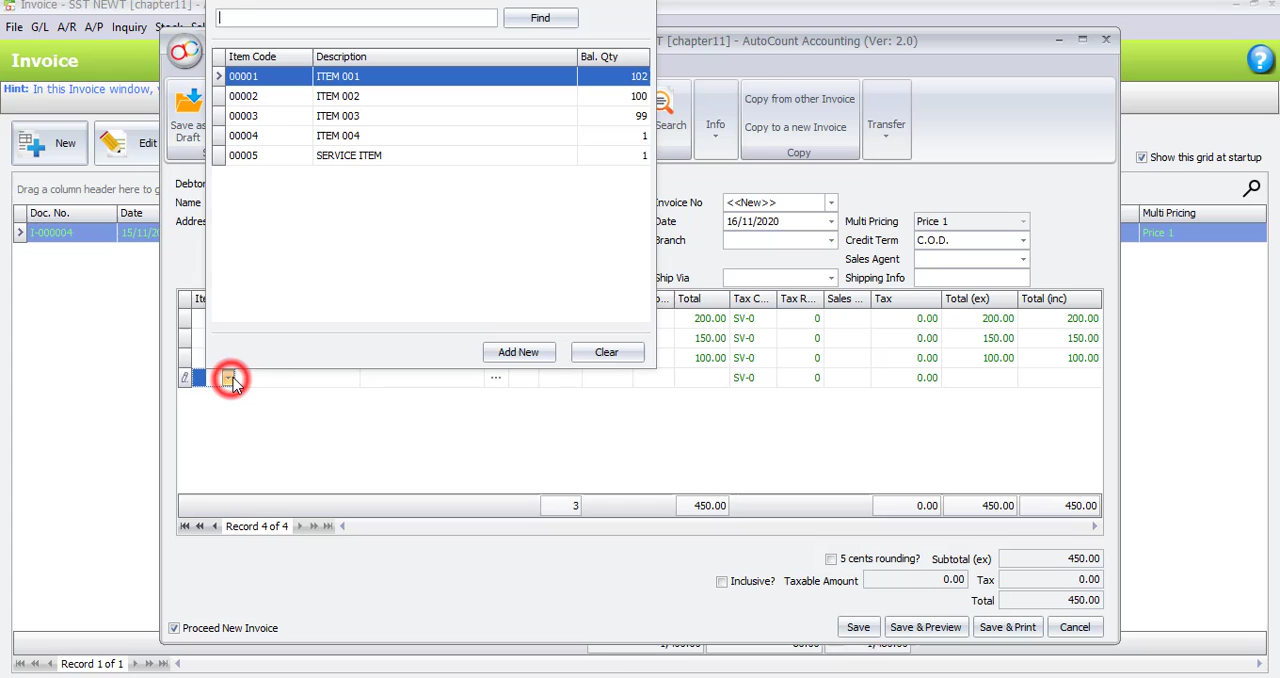 Invoice - SST NEWT [chapter11]
File G/L A/R A/P Inquiry Stock
Invoice
Hint: In this Invoice window,
New Edit
Drag a column header here to g
Doc. No. Date
I-000004 15/11/20
Find
Item Code Description Bal. Qty
00001 ITEM 001 102
00002 ITEM 002 100
00003 ITEM 003 99
00004 ITEM 004 1
00005 SERVICE ITEM 1
Add New Clear
T [chapter11] - AutoCount Accounting (Ver: 2.0)
Save as Draft
Search
Info
Copy from other Invoice
Copy to a new Invoice
Copy
Transfer
Show this grid at startup
Multi Pricing
Price 1
Debtor
Name
Address
Invoice No <<New>>
Date 16/11/2020 Multi Pricing Price 1
Branch Credit Term C.O.D.
Sales Agent
Ship Via Shipping Info
Total Tax C... Tax R... Sales ... Tax Total (ex) Total (inc)
200.00 SV-0 0 0.00 200.00 200.00
150.00 SV-0 0 0.00 150.00 150.00
100.00 SV-0 0 0.00 100.00 100.00
SV-0 0 0.00
3 450.00 0.00 450.00 450.00
Record 4 of 4
5 cents rounding? Subtotal (ex) 450.00
Inclusive? Taxable Amount 0.00 Tax 0.00
Total 450.00
Proceed New Invoice Save Save & Preview Save & Print Cancel
Record 1 of 1